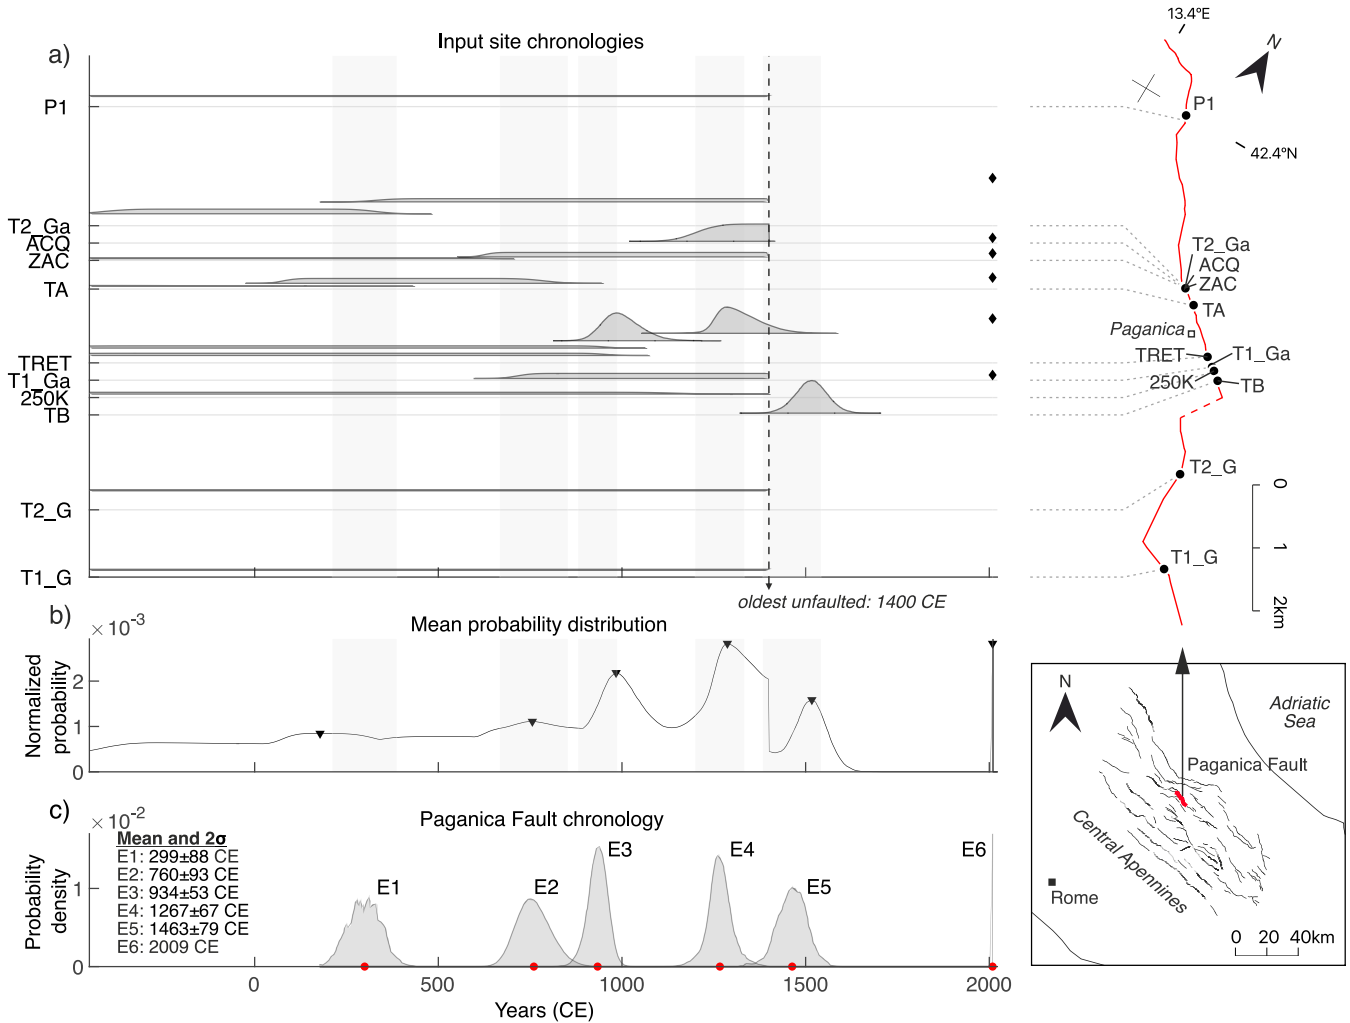 a)
Input site chronologies
P1
T2_Ga
ACQ
ZAC
TA
TRET
T1_Ga
250K
TB
T2_G
T1_G
oldest unfaulted: 1400 CE
13.4°E
N
P1
42.4°N
T2_Ga
ACQ
ZAC
TA
Paganica
TRET
T1_Ga
250K
TB
T2_G
T1_G
0
1
2km
b)
× 10-3
Mean probability distribution
Normalized
probability
2
1
0
c)
× 10-2
Paganica Fault chronology
Mean and 2σ
E1: 299±88 CE
E2: 760±93 CE
E3: 934±53 CE
E4: 1267±67 CE
E5: 1463±79 CE
E6: 2009 CE
Probability
density
1
0
E1
E2
E3
E4
E5
E6
0
500
1000
1500
2000
Years (CE)
N
Adriatic
Sea
Paganica Fault
Central Apennines
Rome
0 20 40km